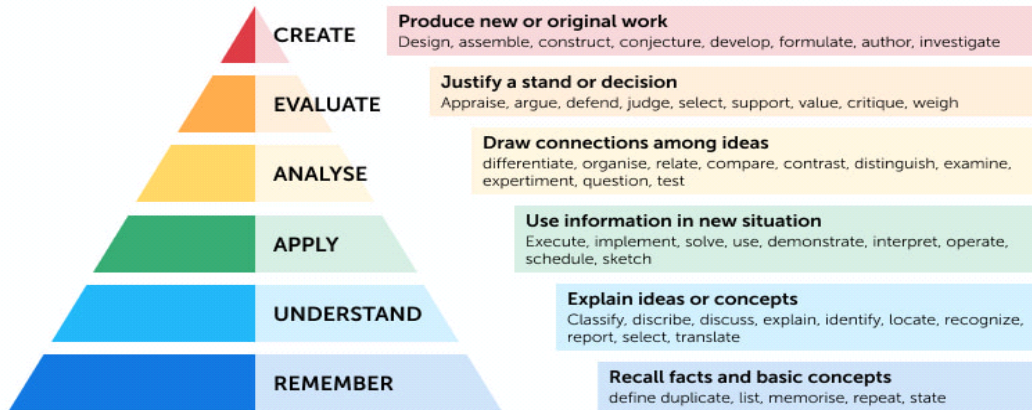 CREATE
Produce new or original work
Design, assemble, construct, conjecture, develop, formulate, author, investigate
EVALUATE
Justify a stand or decision
Appraise, argue, defend, judge, select, support, value, critique, weigh
ANALYSE
Draw connections among ideas
differentiate, organise, relate, compare, contrast, distinguish, examine,
expertiment, question, test
APPLY
Use information in new situation
Execute, implement, solve, use, demonstrate, interpret, operate,
schedule, sketch
UNDERSTAND
Explain ideas or concepts
Classify, discribe, discuss, explain, identify, locate, recognize,
report, select, translate
REMEMBER
Recall facts and basic concepts
define duplicate, list, memorise, repeat, state